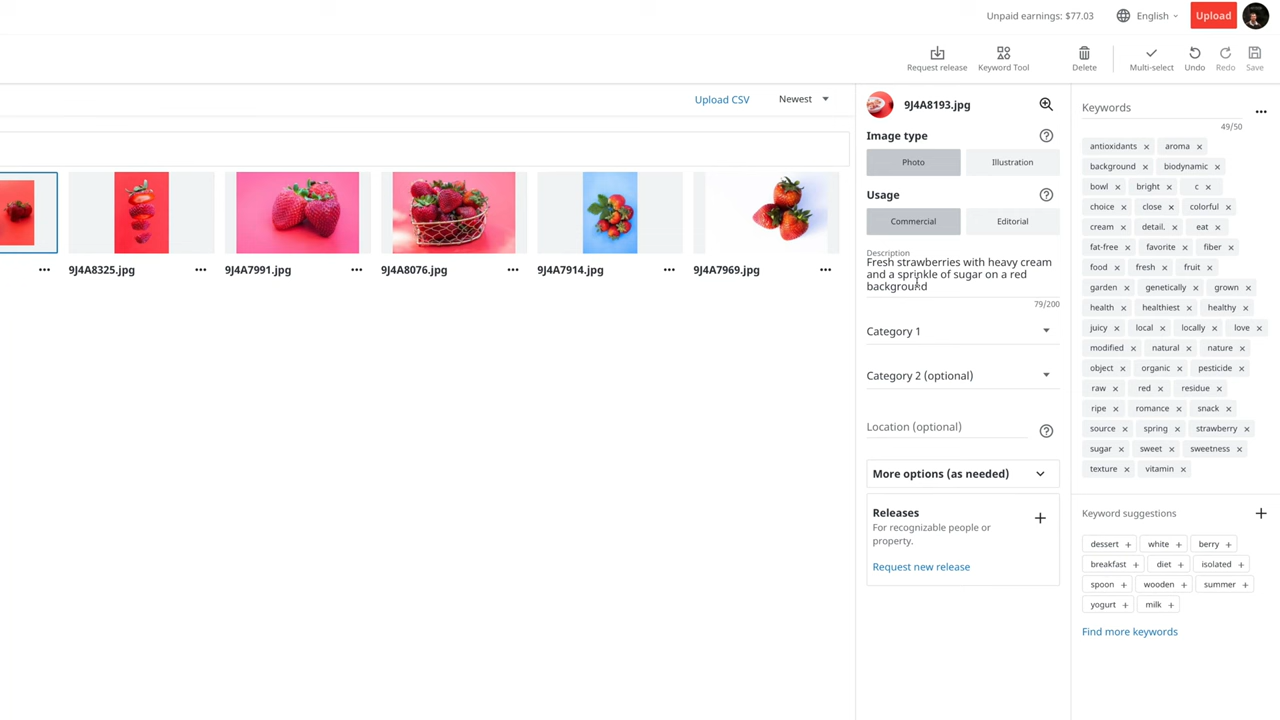 Unpaid earnings: $77.03 English Upload
Request release Keyword Tool Delete Multi-select Undo Redo Save
Upload CSV Newest
9J4A8325.jpg 9J4A7991.jpg 9J4A8076.jpg 9J4A7914.jpg 9J4A7969.jpg
9J4A8193.jpg
Image type
Photo Illustration
Usage
Commercial Editorial
Description
Fresh strawberries with heavy cream
and a sprinkle of sugar on a red
background
79/200
Category 1
Category 2 (optional)
Location (optional)
More options (as needed)
Releases
For recognizable people or
property.
Request new release
Keywords
49/50
antioxidants × aroma ×
background × biodynamic ×
bowl × bright × c ×
choice × close × colorful ×
cream × detail. × eat ×
fat-free × favorite × fiber ×
food × fresh × fruit ×
garden × genetically × grown ×
health × healthiest × healthy ×
juicy × local × locally × love ×
modified × natural × nature ×
object × organic × pesticide ×
raw × red × residue ×
ripe × romance × snack ×
source × spring × strawberry ×
sugar × sweet × sweetness ×
texture × vitamin ×
Keyword suggestions +
dessert + white + berry +
breakfast + diet + isolated +
spoon + wooden + summer +
yogurt + milk +
Find more keywords